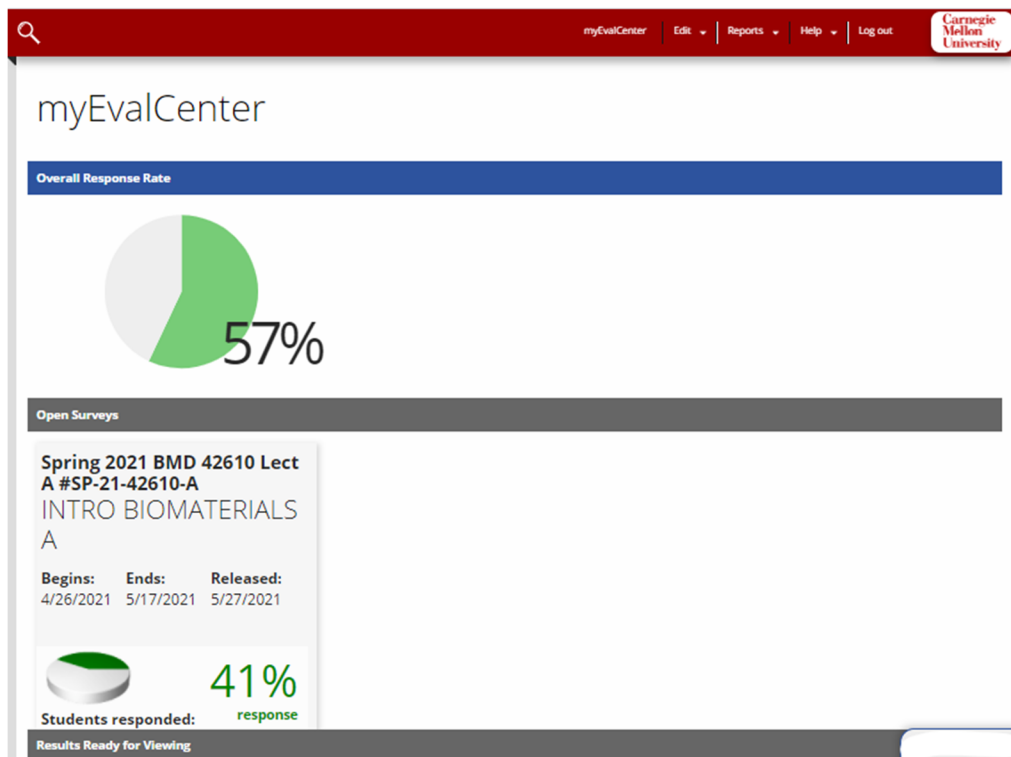 myEvalCenter
Edit
Reports
Help
Log out
Carnegie
Mellon
University
myEvalCenter
Overall Response Rate
57%
Open Surveys
Spring 2021 BMD 42610 Lect
A #SP-21-42610-A
INTRO BIOMATERIALS
A
Begins: Ends: Released:
4/26/2021 5/17/2021 5/27/2021
41%
response
Students responded:
Results Ready for Viewing